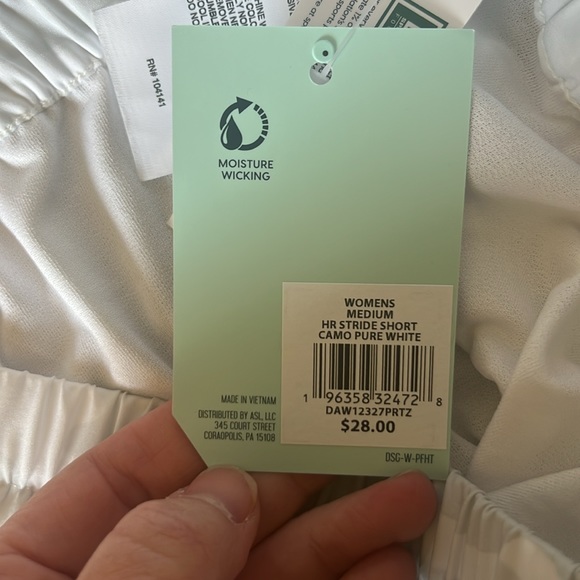 RN# 104141
MOISTURE
WICKING
WOMENS
MEDIUM
HR STRIDE SHORT
CAMO PURE WHITE
1 96358 32472 8
DAW12327PRTZ
$28.00
MADE IN VIETNAM
DISTRIBUTED BY ASL, LLC
345 COURT STREET
CORAOPOLIS, PA 15108
DSG-W-PFHT